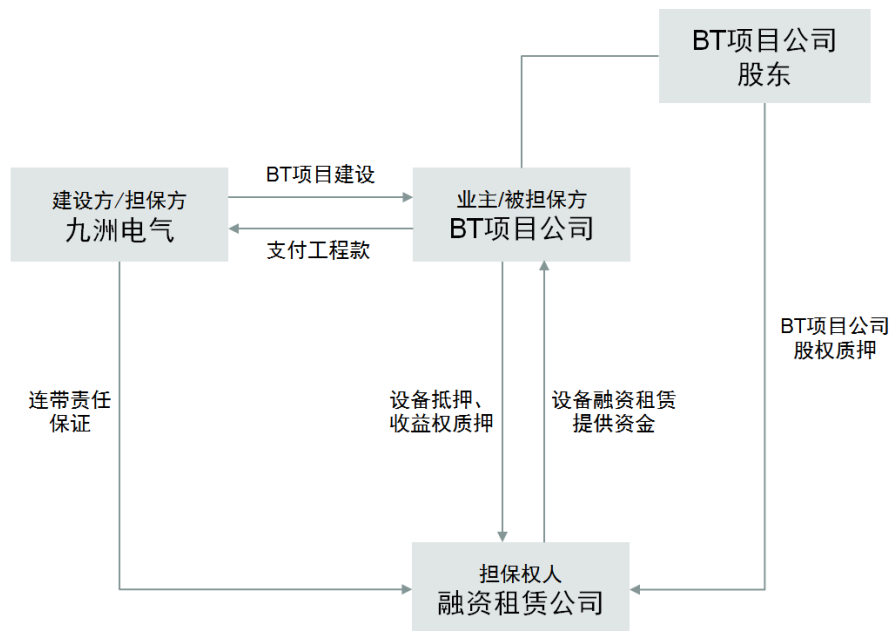 BT项目公司
股东
BT项目建设
建设方/担保方
九洲电气
业主/被担保方
BT项目公司
支付工程款
BT项目公司
股权质押
连带责任
保证
设备抵押、
收益权质押
设备融资租赁
提供资金
担保权人
融资租赁公司